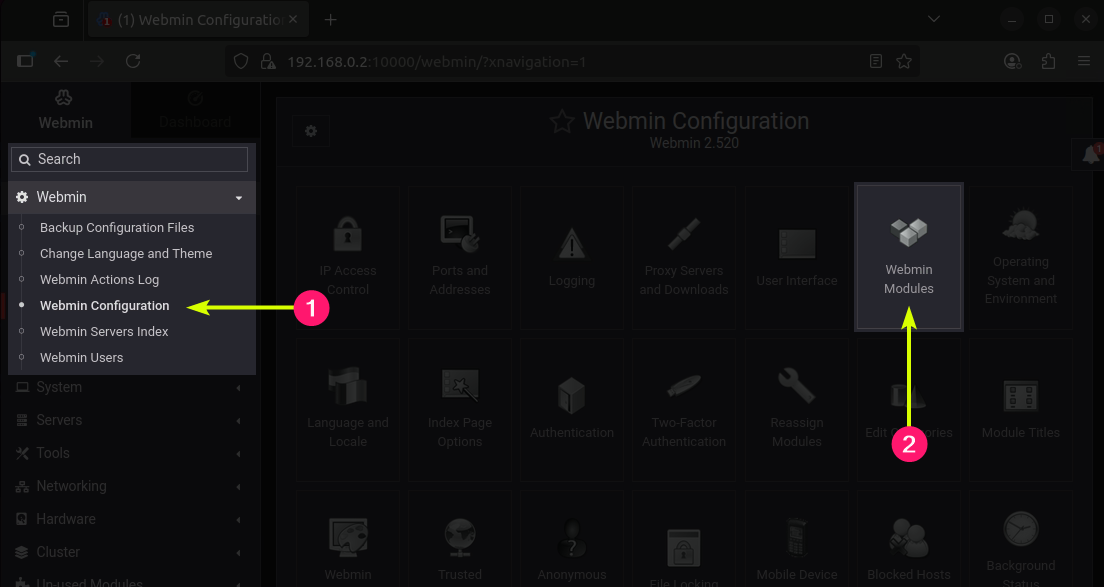 (1) Webmin Configuratio
192.168.0.2:10000/webmin/?xnavigation=1
Webmin
Dashboard
Search
Webmin
Backup Configuration Files
Change Language and Theme
Webmin Actions Log
Webmin Configuration
Webmin Servers Index
Webmin Users
System
Servers
Tools
Networking
Hardware
Cluster
Un-used Modules
1
Webmin Configuration
Webmin 2.520
1
IP Access
Control
Ports and
Addresses
Logging
Proxy Servers
and Downloads
User Interface
Webmin
Modules
Operating
System and
Environment
Language and
Locale
Index Page
Options
Authentication
Two-Factor
Authentication
Reassign
Modules
Edit
2
Module Titles
Webmin
Trusted
Anonymous
File Locking
Mobile Device
Blocked Hosts
Background
Status